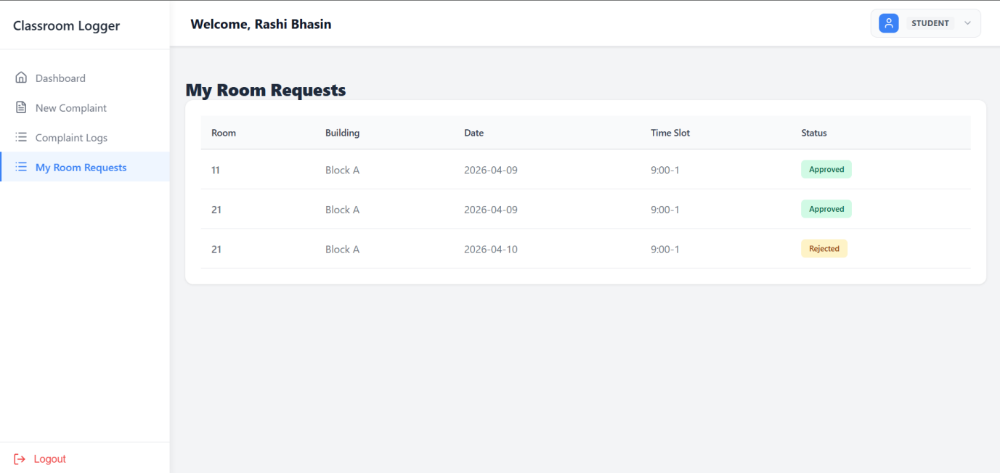 Classroom Logger
Welcome, Rashi Bhasin
STUDENT
Dashboard
New Complaint
Complaint Logs
My Room Requests
My Room Requests
Room Building Date Time Slot Status
11 Block A 2026-04-09 9:00-1 Approved
21 Block A 2026-04-09 9:00-1 Approved
21 Block A 2026-04-10 9:00-1 Rejected
Logout